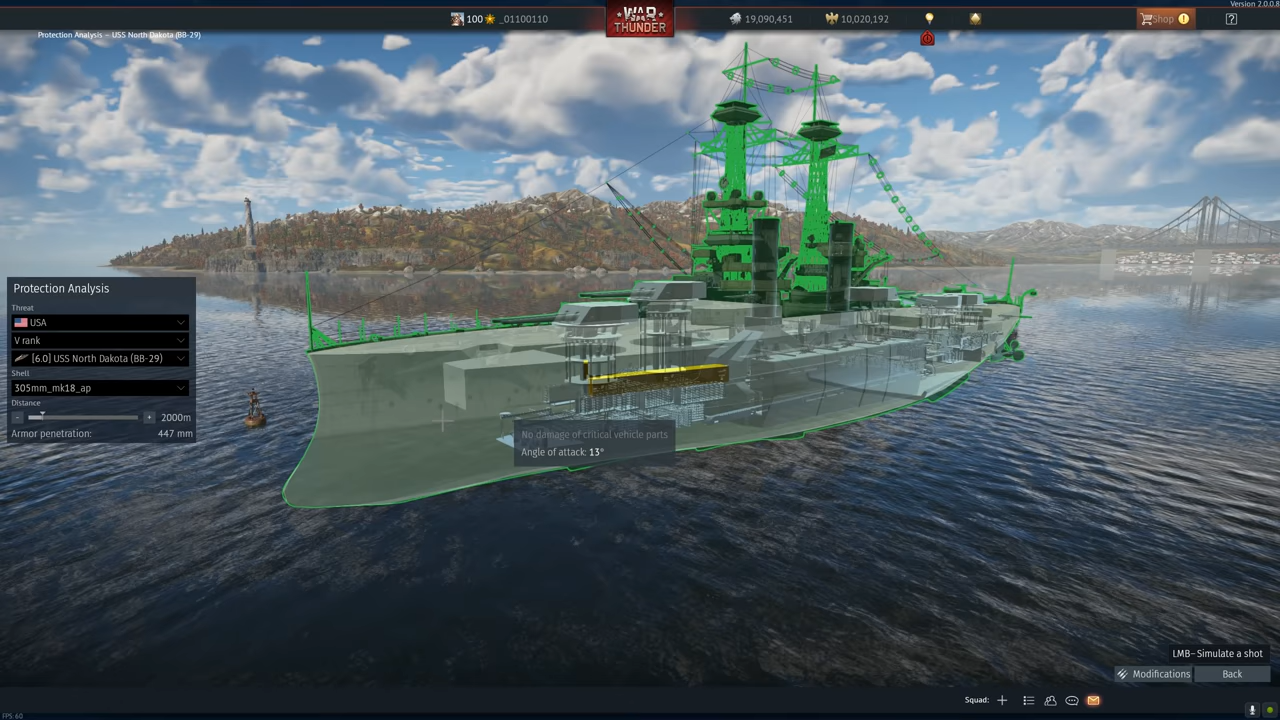 Version 2.0.0.8
100 _01100110
WAR THUNDER
19,090,451
10,020,192
Shop
Protection Analysis – USS North Dakota (BB-29)
Protection Analysis
Threat
USA
V rank
[6.0] USS North Dakota (BB-29)
Shell
305mm_mk18_ap
Distance
- + 2000m
Armor penetration: 447 mm
No damage of critical vehicle parts
Angle of attack: 13°
LMB– Simulate a shot
Modifications
Back
Squad:
FPS: 60